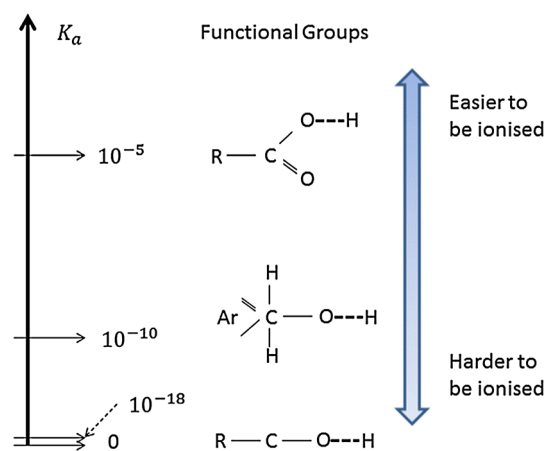 Kₐ
Functional Groups
Easier to
be ionised
O---H
10⁻⁵
R — C
O
H
Ar C — O---H
10⁻¹⁰
H
Harder to
be ionised
10⁻¹⁸
0
R — C — O---H